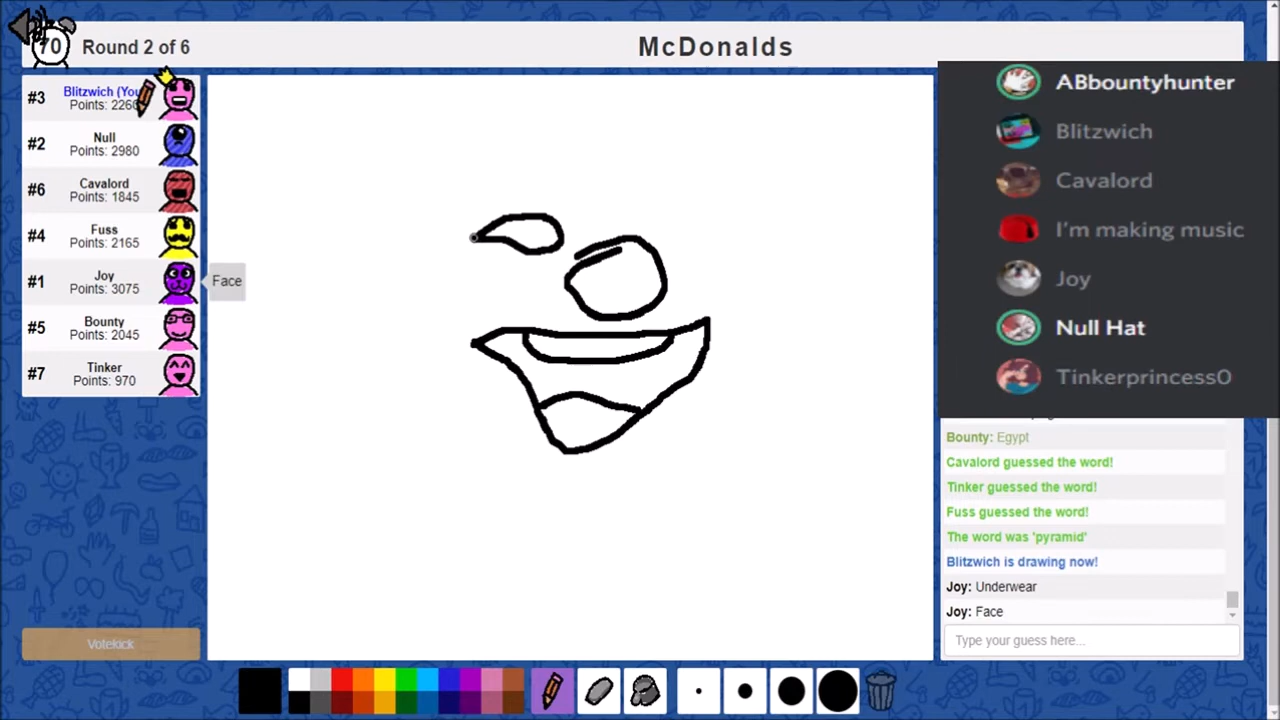 70
Round 2 of 6
McDonalds
#3
Blitzwich (You
Points: 2260
#2
Null
Points: 2980
#6
Cavalord
Points: 1845
#4
Fuss
Points: 2165
#1
Joy
Points: 3075
Face
#5
Bounty
Points: 2045
#7
Tinker
Points: 970
Votekick
ABbountyhunter
Blitzwich
Cavalord
I'm making music
Joy
Null Hat
Tinkerprincess0
Bounty: Egypt
Cavalord guessed the word!
Tinker guessed the word!
Fuss guessed the word!
The word was 'pyramid'
Blitzwich is drawing now!
Joy: Underwear
Joy: Face
Type your guess here...